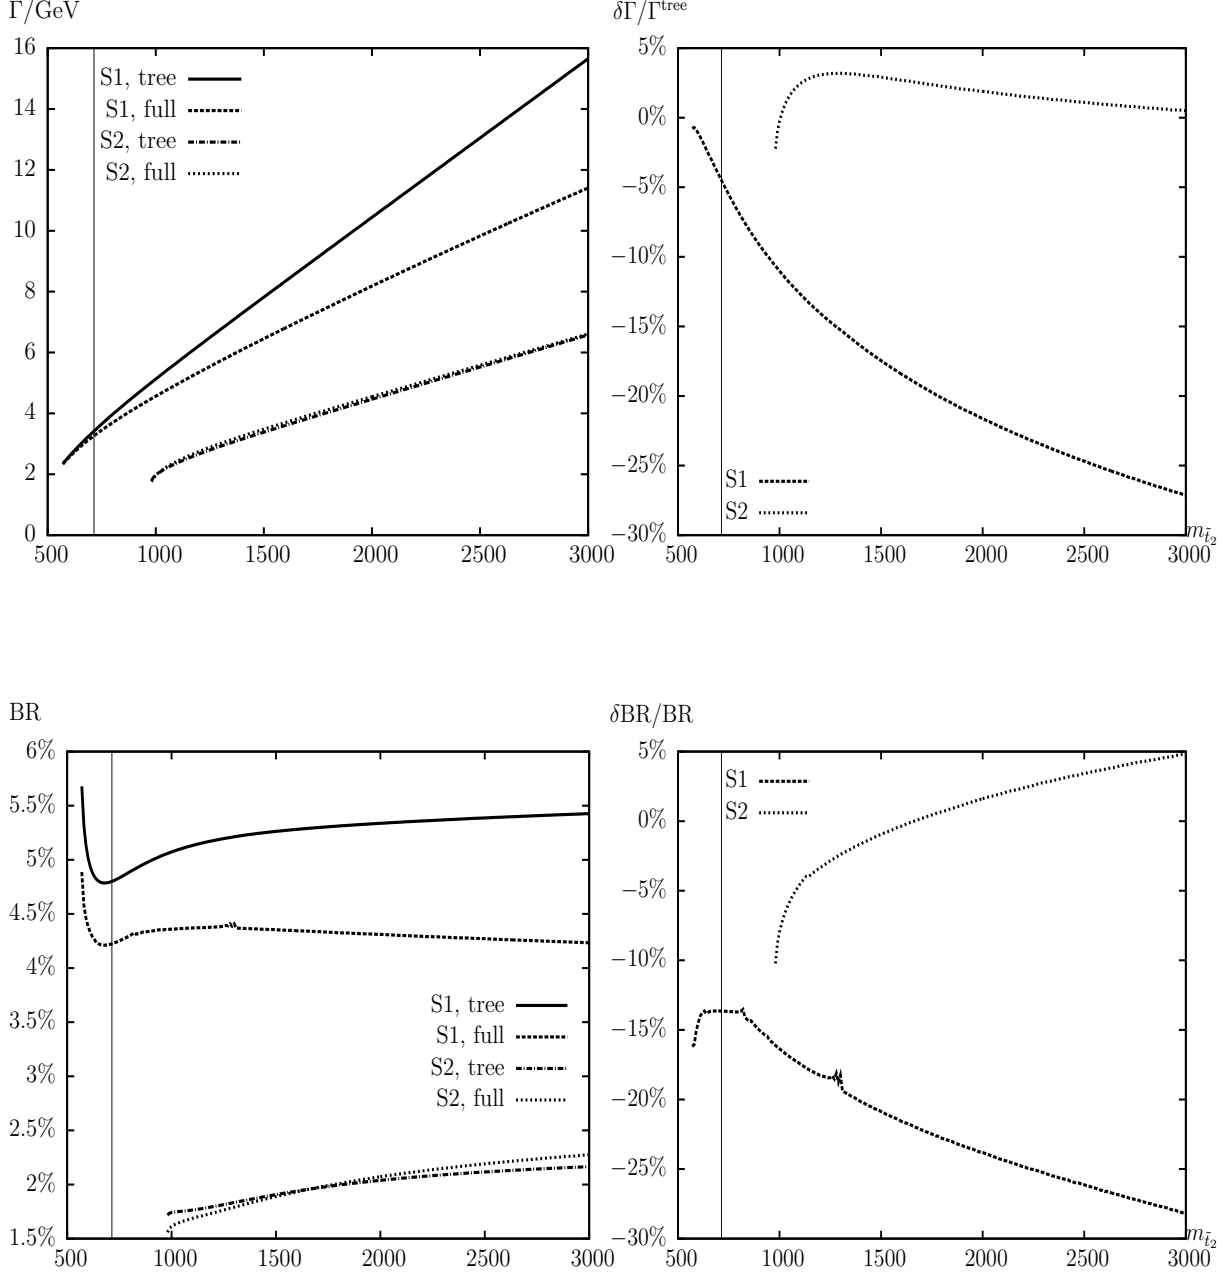 Γ/GeV
16
14
12
10
8
6
4
2
0
500 1000 1500 2000 2500 3000
S1, tree
S1, full
S2, tree
S2, full
δΓ/Γ^tree
5%
0%
−5%
−10%
−15%
−20%
−25%
−30%
500 1000 1500 2000 2500 3000
S1
S2
m_t̃₂
BR
6%
5.5%
5%
4.5%
4%
3.5%
3%
2.5%
2%
1.5%
500 1000 1500 2000 2500 3000
S1, tree
S1, full
S2, tree
S2, full
δBR/BR
5%
0%
−5%
−10%
−15%
−20%
−25%
−30%
500 1000 1500 2000 2500 3000
S1
S2
m_t̃₂